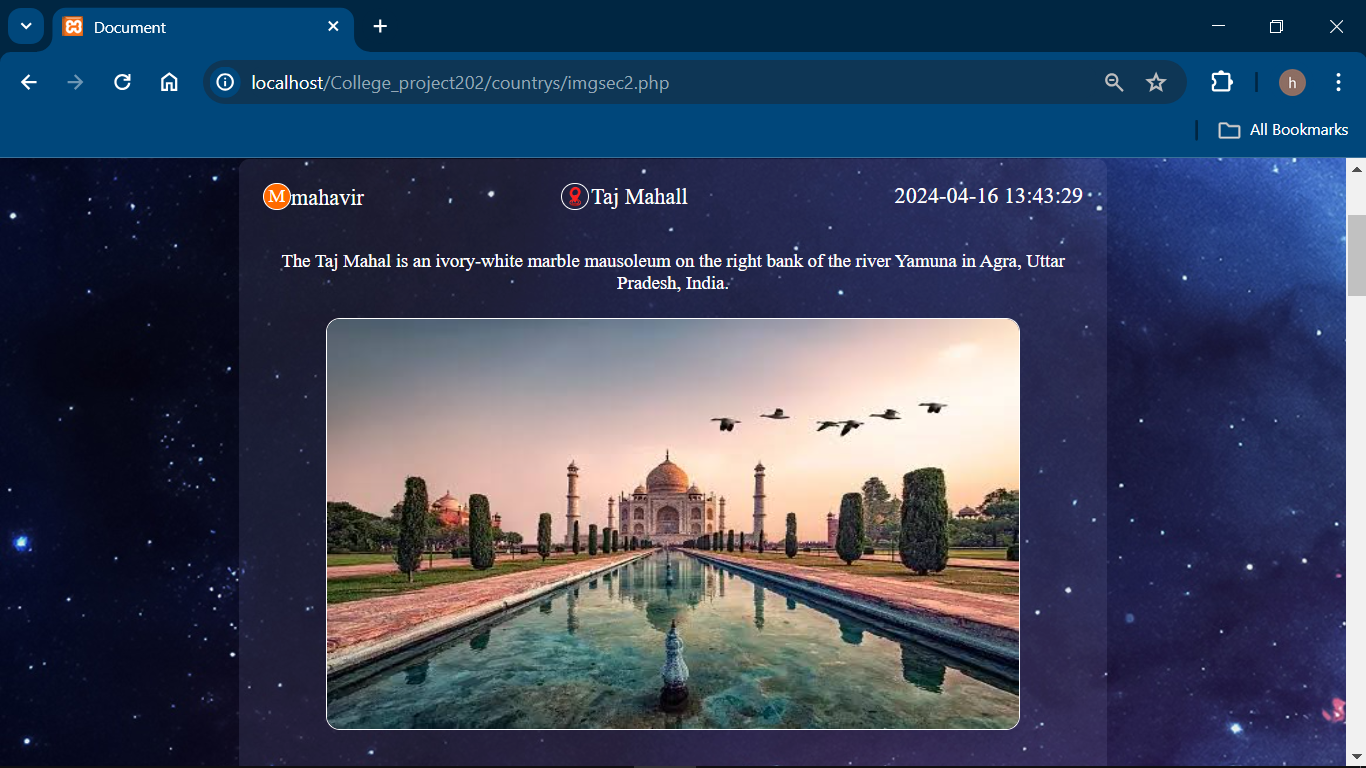 Document
localhost/College_project202/countrys/imgsec2.php
h
All Bookmarks
M mahavir
Taj Mahall
2024-04-16 13:43:29
The Taj Mahal is an ivory-white marble mausoleum on the right bank of the river Yamuna in Agra, Uttar
Pradesh, India.